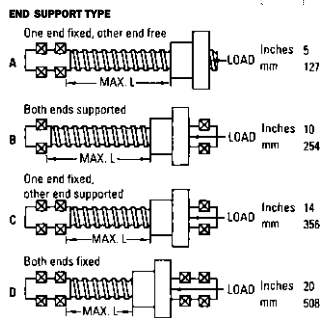 END SUPPORT TYPE
One end fixed, other end free
A
MAX. L
LOAD
Inches 5
mm 127
Both ends supported
B
MAX. L
LOAD
Inches 10
mm 254
One end fixed,
other end supported
C
MAX. L
LOAD
Inches 14
mm 356
Both ends fixed
D
MAX. L
LOAD
Inches 20
mm 508